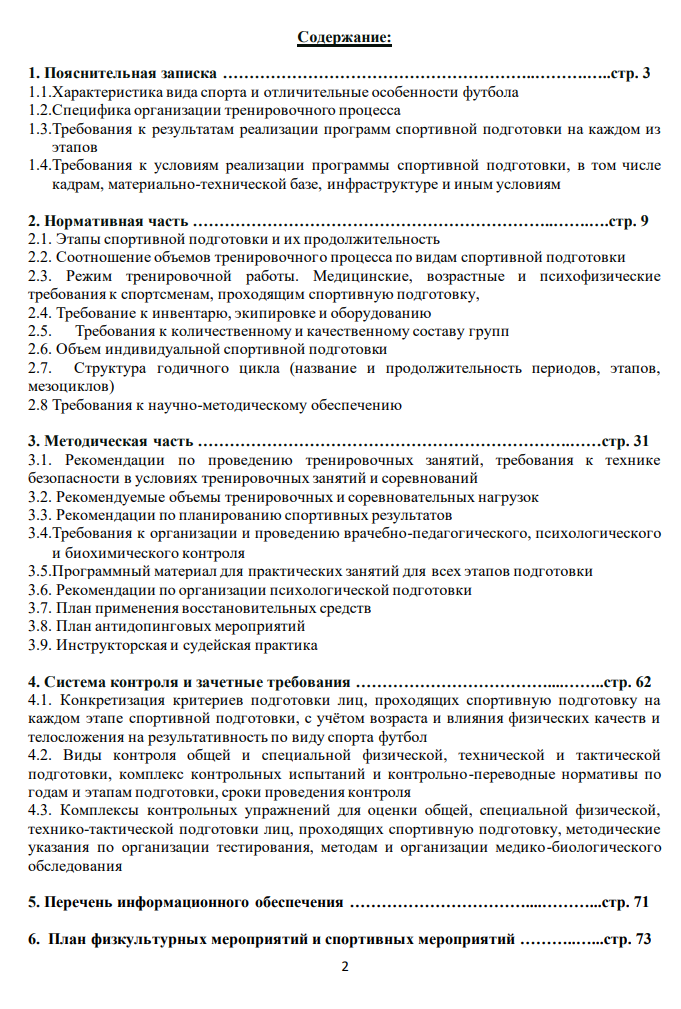 Содержание:
1. Пояснительная записка ……………………………………………………..……….…..стр. 3
1.1.Характеристика вида спорта и отличительные особенности футбола
1.2.Специфика организации тренировочного процесса
1.3.Требования к результатам реализации программ спортивной подготовки на каждом из
этапов
1.4.Требования к условиям реализации программы спортивной подготовки, в том числе
кадрам, материально-технической базе, инфраструктуре и иным условиям
2. Нормативная часть …………………………………………………………..…….….стр. 9
2.1. Этапы спортивной подготовки и их продолжительность
2.2. Соотношение объемов тренировочного процесса по видам спортивной подготовки
2.3. Режим тренировочной работы. Медицинские, возрастные и психофизические
требования к спортсменам, проходящим спортивную подготовку,
2.4. Требование к инвентарю, экипировке и оборудованию
2.5. Требования к количественному и качественному составу групп
2.6. Объем индивидуальной спортивной подготовки
2.7. Структура годичного цикла (название и продолжительность периодов, этапов,
мезоциклов)
2.8 Требования к научно-методическому обеспечению
3. Методическая часть …………………………………………………………….……стр. 31
3.1. Рекомендации по проведению тренировочных занятий, требования к технике
безопасности в условиях тренировочных занятий и соревнований
3.2. Рекомендуемые объемы тренировочных и соревновательных нагрузок
3.3. Рекомендации по планированию спортивных результатов
3.4.Требования к организации и проведению врачебно-педагогического, психологического
и биохимического контроля
3.5.Программный материал для практических занятий для всех этапов подготовки
3.6. Рекомендации по организации психологической подготовки
3.7. План применения восстановительных средств
3.8. План антидопинговых мероприятий
3.9. Инструкторская и судейская практика
4. Система контроля и зачетные требования ………………………………...……..стр. 62
4.1. Конкретизация критериев подготовки лиц, проходящих спортивную подготовку на
каждом этапе спортивной подготовки, с учётом возраста и влияния физических качеств и
телосложения на результативность по виду спорта футбол
4.2. Виды контроля общей и специальной физической, технической и тактической
подготовки, комплекс контрольных испытаний и контрольно-переводные нормативы по
годам и этапам подготовки, сроки проведения контроля
4.3. Комплексы контрольных упражнений для оценки общей, специальной физической,
технико-тактической подготовки лиц, проходящих спортивную подготовку, методические
указания по организации тестирования, методам и организации медико-биологического
обследования
5. Перечень информационного обеспечения ……………………………....………...стр. 71
6. План физкультурных мероприятий и спортивных мероприятий ………..…...стр. 73
2